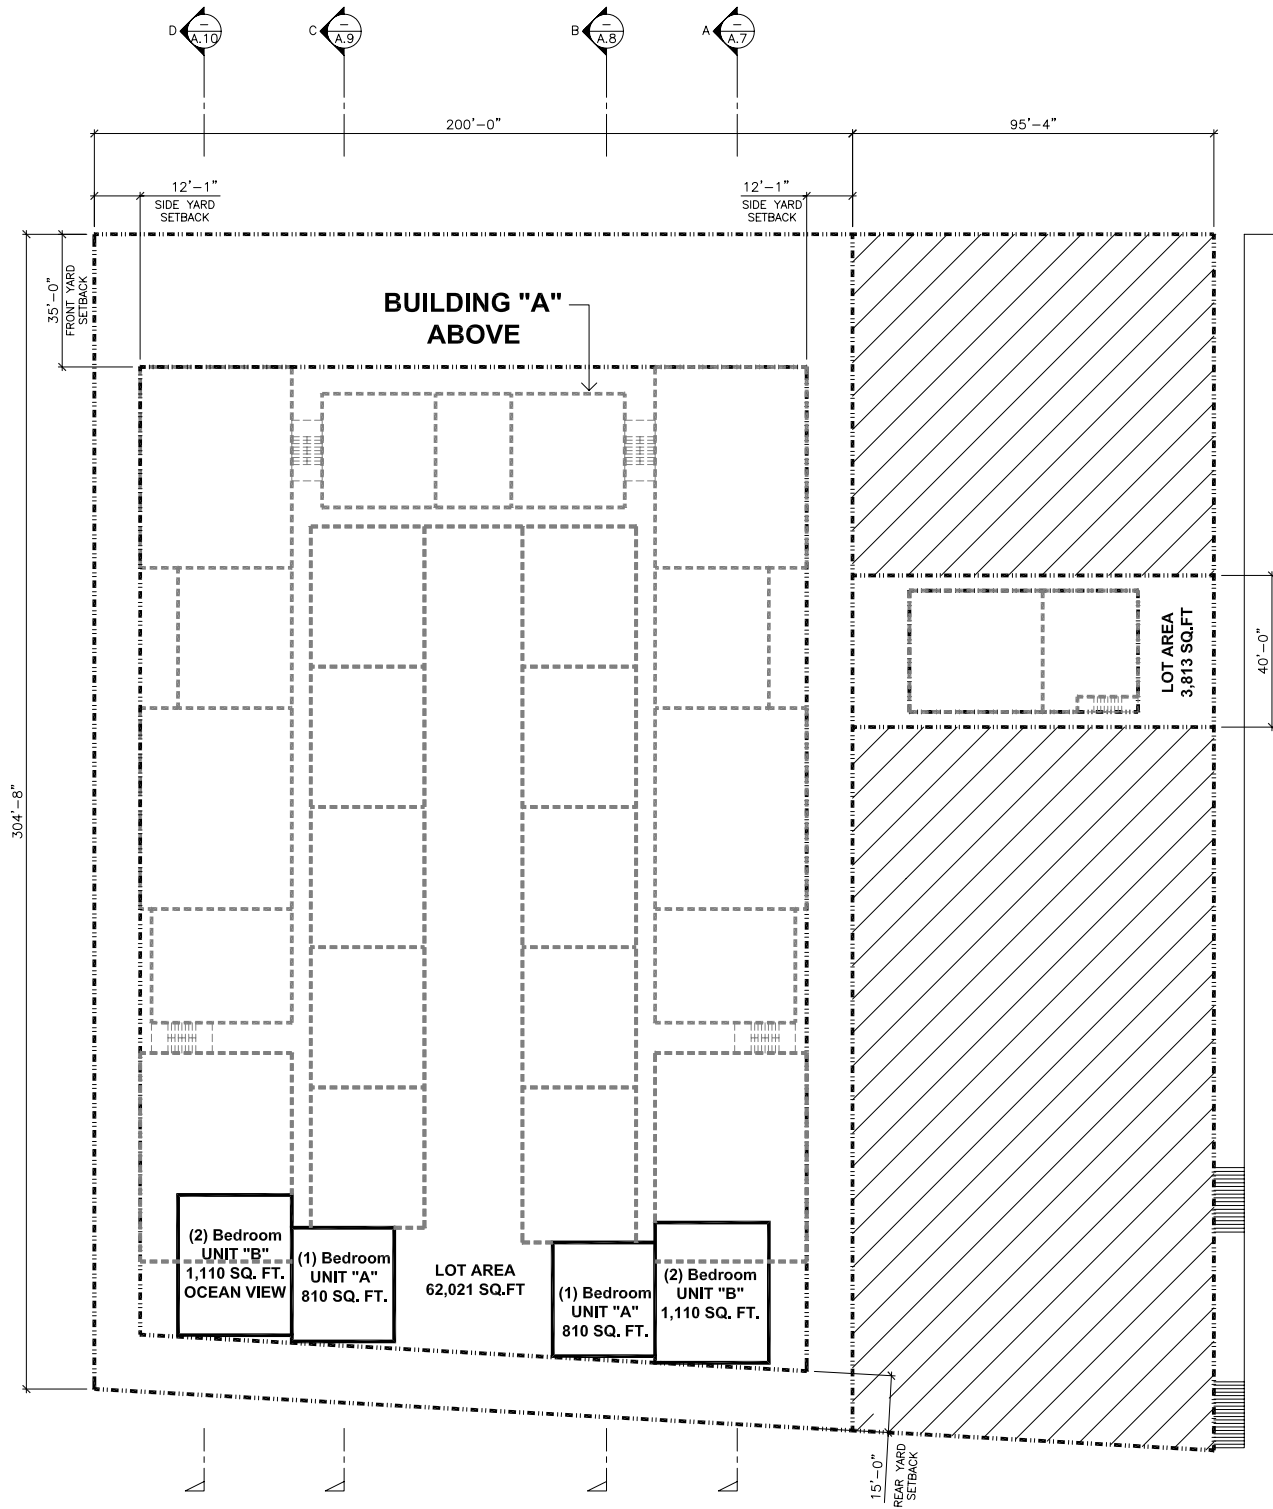 D
–
A.10
C
–
A.9
B
–
A.8
A
–
A.7
200'-0"
95'-4"
12'-1"
SIDE YARD
SETBACK
12'-1"
SIDE YARD
SETBACK
35'-0"
FRONT YARD
SETBACK
BUILDING "A"
ABOVE
LOT AREA
3,813 SQ.FT
40'-0"
304'-8"
(2) Bedroom
UNIT "B"
1,110 SQ. FT.
OCEAN VIEW
(1) Bedroom
UNIT "A"
810 SQ. FT.
LOT AREA
62,021 SQ.FT
(1) Bedroom
UNIT "A"
810 SQ. FT.
(2) Bedroom
UNIT "B"
1,110 SQ. FT.
15'-0"
REAR YARD
SETBACK